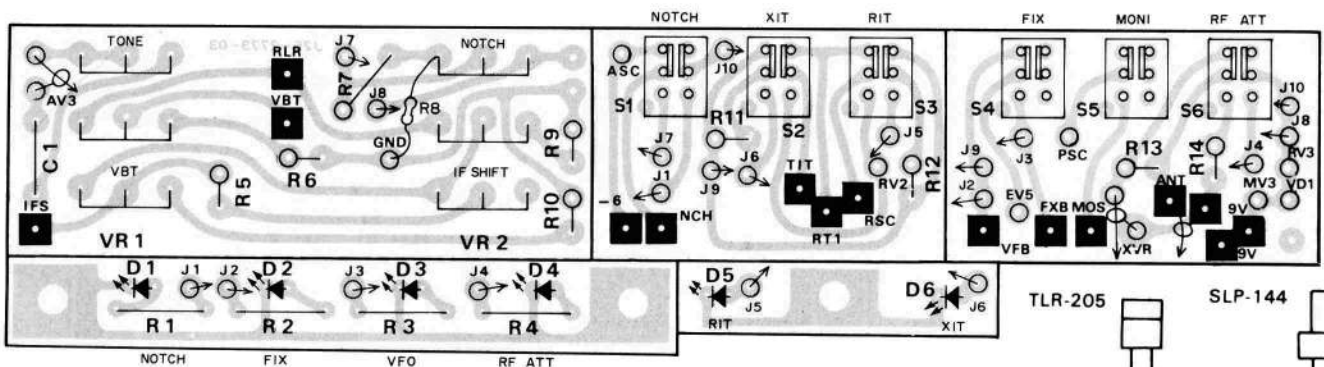 NOTCH XIT RIT FIX MONI RF ATT
TONE RLR J7 NOTCH
J25-2773-03
ASC J10 J10
AV3 R7 J8 R8 S1 S2 S3 S4 S5 S6 J8
VBT
C1 GND R9 J7 R11 J5 J9 J3 PSC R13 R14 J4 RV3
R6 J6 TIT RV2 R12
VBT R5 IF SHIFT R10 J1 J9 J2 EV5 ANT MV3 VD1
IFS -6 NCH RT1 RSC VFB FXB MOS XVR 9V 9V
VR1 VR2
D1 J1 J2 D2 J3 D3 J4 D4 D5 J5 D6 J6
R1 R2 R3 R4 RIT XIT
NOTCH FIX VFO RF ATT
TLR-205 SLP-144